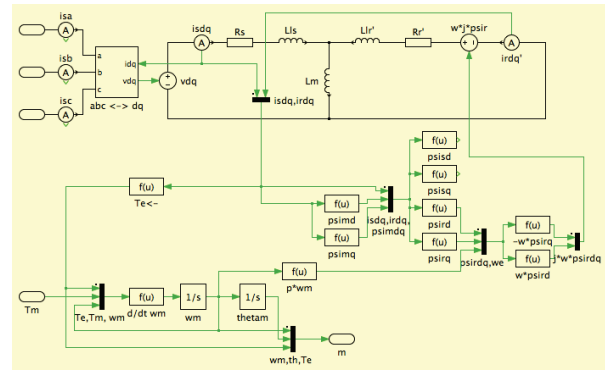 isa
isb
isc
A
A
A
a
b
c
idq
vdq
abc <-> dq
isdq
A
Rs
Lls
Llr'
Rr'
w*j*psir
A
irdq'
vdq
Lm
isdq,irdq
f(u)
Te<-
f(u)
psimd
f(u)
psimq
isdq,irdq,
psimdq
f(u)
psisd
f(u)
psisq
f(u)
psird
f(u)
psirq
psirdq,we
f(u)
-w*psirq
f(u)
w*psird
j*w*psirdq
f(u)
p*wm
Tm
Te,Tm, wm
f(u)
d/dt wm
1/s
wm
1/s
thetam
wm,th,Te
m